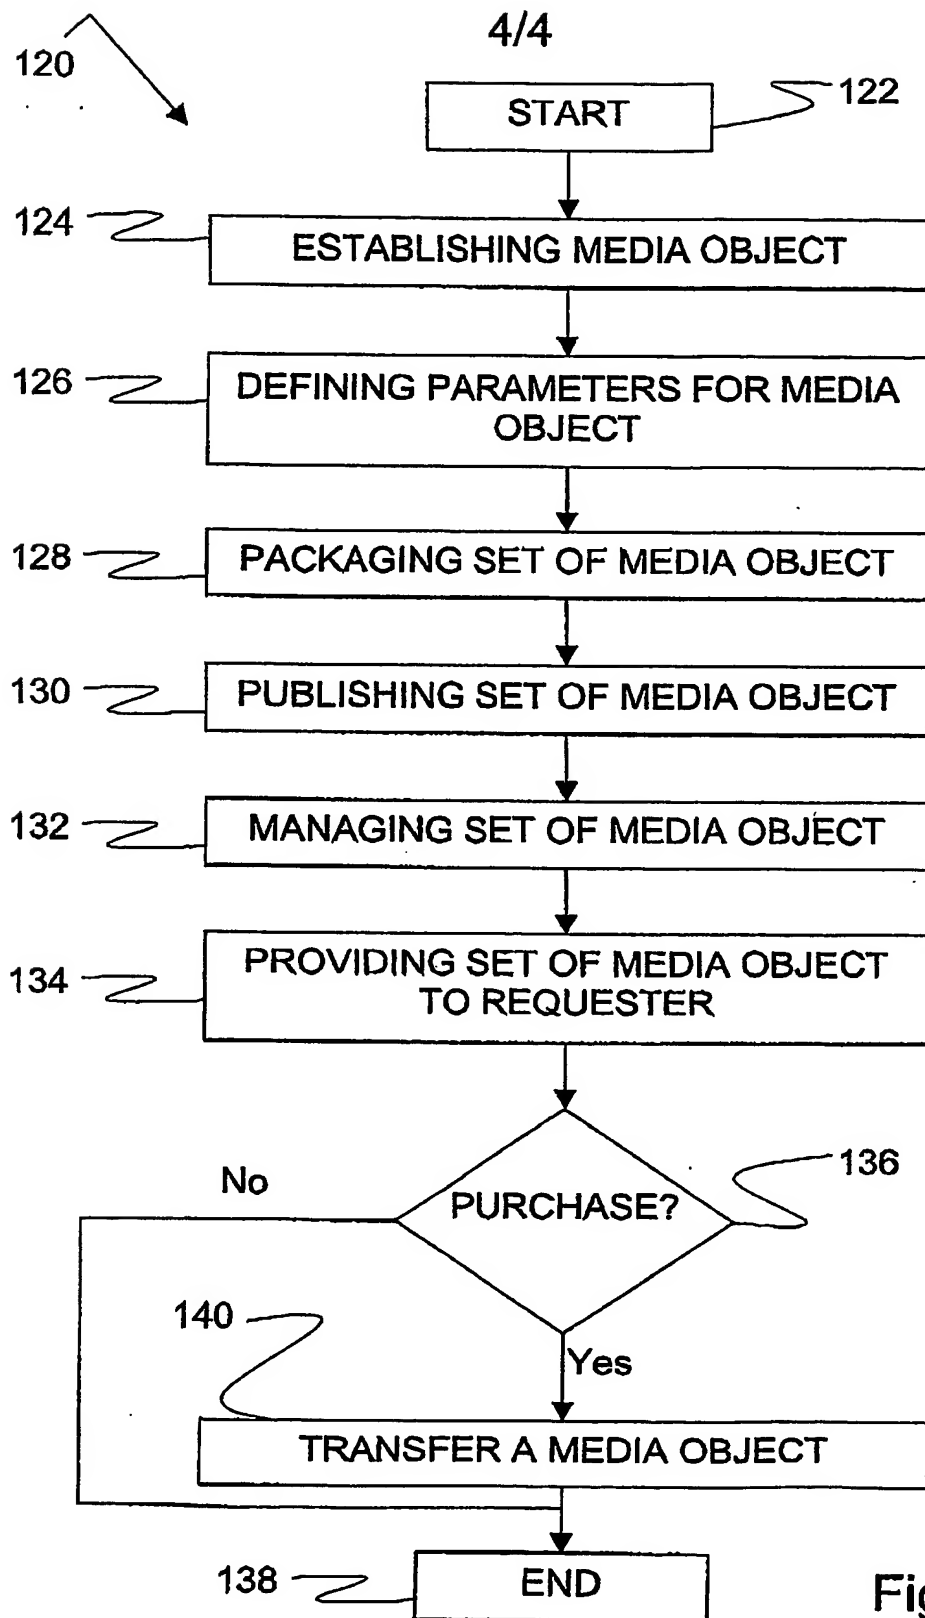 4/4
120
START
122
124
ESTABLISHING MEDIA OBJECT
126
DEFINING PARAMETERS FOR MEDIA
OBJECT
128
PACKAGING SET OF MEDIA OBJECT
130
PUBLISHING SET OF MEDIA OBJECT
132
MANAGING SET OF MEDIA OBJECT
134
PROVIDING SET OF MEDIA OBJECT
TO REQUESTER
No
PURCHASE?
136
140
Yes
TRANSFER A MEDIA OBJECT
138
END
Fig